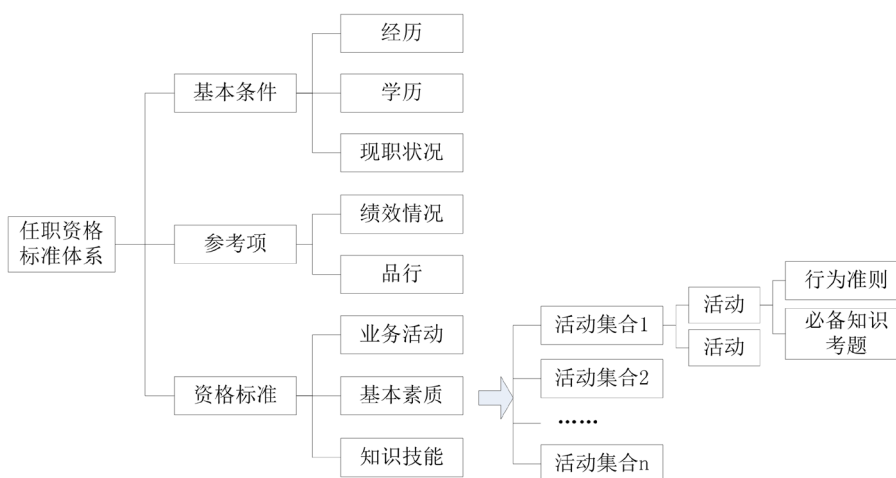 任职资格
标准体系
基本条件
经历
学历
现职状况
参考项
绩效情况
品行
资格标准
业务活动
基本素质
知识技能
活动集合1
活动
行为准则
必备知识
考题
活动
活动集合2
……
活动集合n